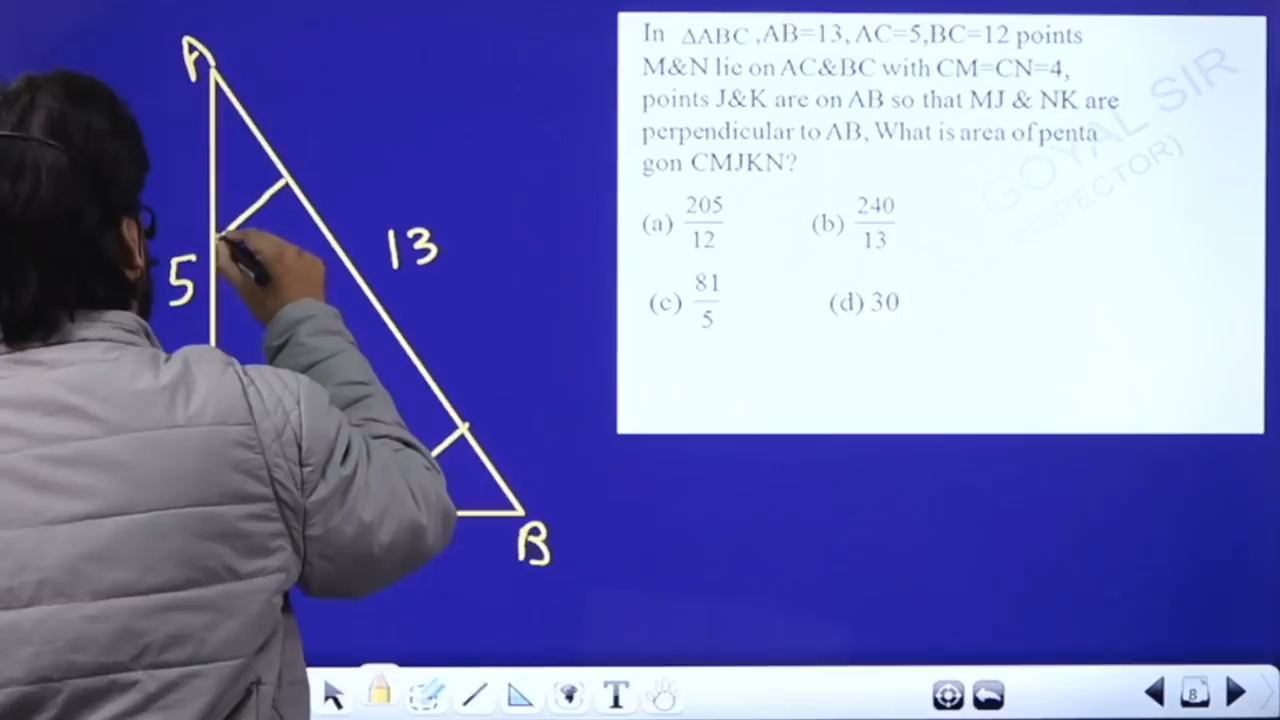 A
5
13
B
In ΔABC ,AB=13, AC=5,BC=12 points
M&N lie on AC&BC with CM=CN=4,
points J&K are on AB so that MJ & NK are
perpendicular to AB, What is area of penta
gon CMJKN?
(a) 205/12 (b) 240/13
(c) 81/5 (d) 30
GOYAL SIR
T
8